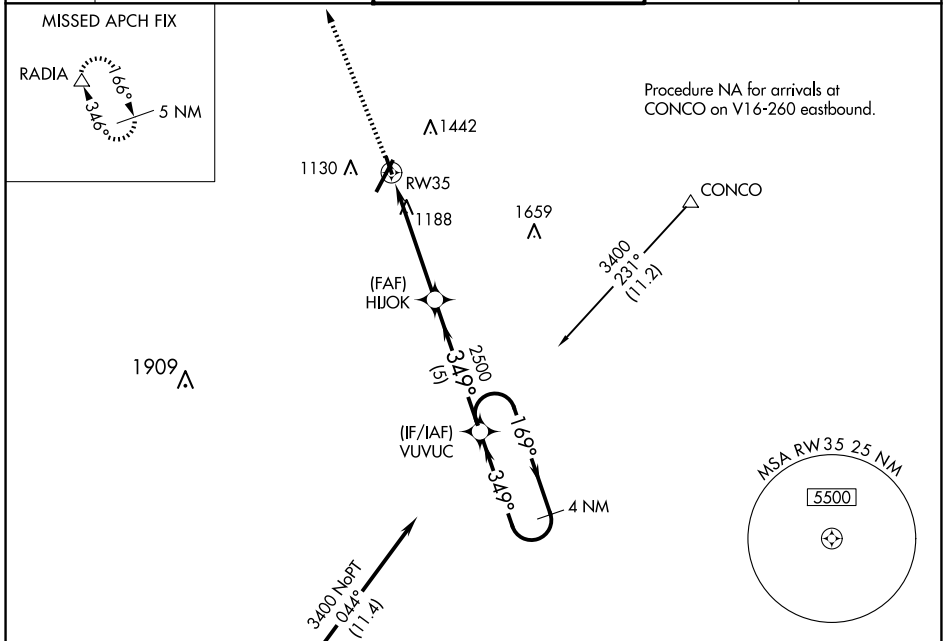 MISSED APCH FIX
RADIA
166°
346°
5 NM
Procedure NA for arrivals at
CONCO on V16-260 eastbound.
1442
1130
RW35
1188
1659
CONCO
3400
231°
(11.2)
(FAF)
HIJOK
2500
349°
(5)
1909
(IF/IAF)
VUVUC
169°
349°
4 NM
3400 NoPT
044°
(11.4)
MSA RW35 25 NM
5500